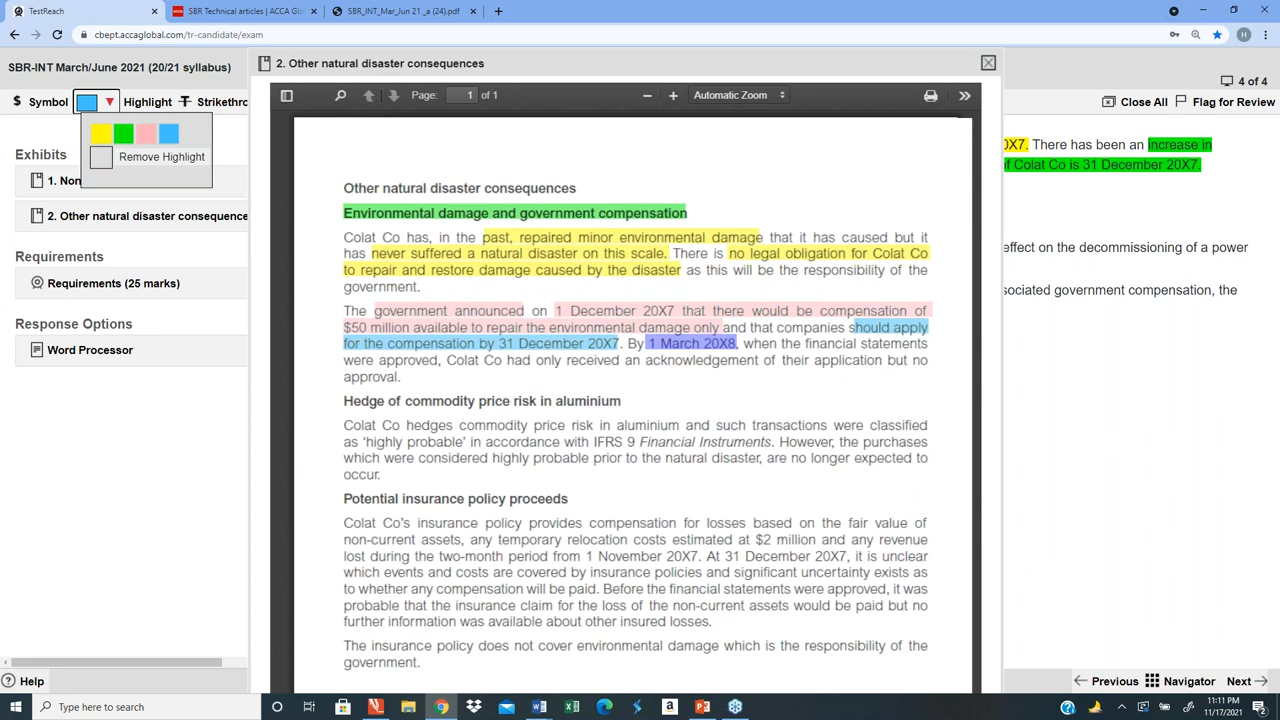 TestReach
SBR Technical articles | ACCA Glo
SBR_INT_Mar_Jun 21 _a (24).pdf
cbept.accaglobal.com/tr-candidate/exam
H
SBR-INT March/June 2021 (20/21 syllabus)
2. Other natural disaster consequences
4 of 4
$ Symbol
Highlight
Strikethro
Page: 1 of 1
Automatic Zoom
Close All
Flag for Review
Remove Highlight
Exhibits
1. Non
2. Other natural disaster consequence
Requirements
Requirements (25 marks)
Response Options
Word Processor
Other natural disaster consequences
Environmental damage and government compensation
Colat Co has, in the past, repaired minor environmental damage that it has caused but it
has never suffered a natural disaster on this scale. There is no legal obligation for Colat Co
to repair and restore damage caused by the disaster as this will be the responsibility of the
government.
The government announced on 1 December 20X7 that there would be compensation of
$50 million available to repair the environmental damage only and that companies should apply
for the compensation by 31 December 20X7. By 1 March 20X8, when the financial statements
were approved, Colat Co had only received an acknowledgement of their application but no
approval.
Hedge of commodity price risk in aluminium
Colat Co hedges commodity price risk in aluminium and such transactions were classified
as 'highly probable' in accordance with IFRS 9 Financial Instruments. However, the purchases
which were considered highly probable prior to the natural disaster, are no longer expected to
occur.
Potential insurance policy proceeds
Colat Co's insurance policy provides compensation for losses based on the fair value of
non-current assets, any temporary relocation costs estimated at $2 million and any revenue
lost during the two-month period from 1 November 20X7. At 31 December 20X7, it is unclear
which events and costs are covered by insurance policies and significant uncertainty exists as
to whether any compensation will be paid. Before the financial statements were approved, it was
probable that the insurance claim for the loss of the non-current assets would be paid but no
further information was available about other insured losses.
The insurance policy does not cover environmental damage which is the responsibility of the
government.
0X7. There has been an increase in
of Colat Co is 31 December 20X7.
effect on the decommissioning of a power
sociated government compensation, the
Help
Previous
Navigator
Next
Type here to search
11:11 PM
11/17/2021
2